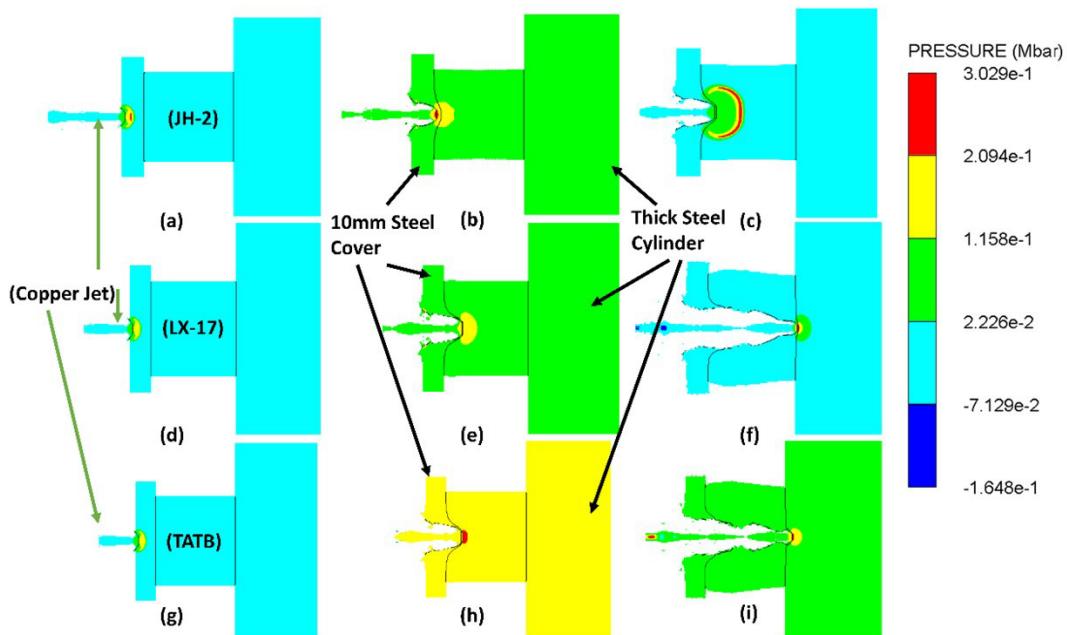 PRESSURE (Mbar)
3.029e-1
2.094e-1
1.158e-1
2.226e-2
-7.129e-2
-1.648e-1
(JH-2)
(a)
(b)
(c)
10mm Steel
Cover
Thick Steel
Cylinder
(Copper Jet)
(LX-17)
(d)
(e)
(f)
(TATB)
(g)
(h)
(i)